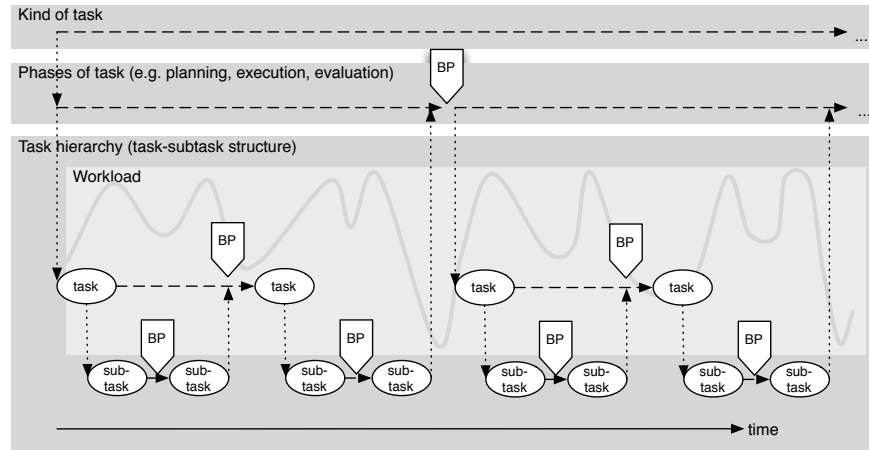 Kind of task
...
Phases of task (e.g. planning, execution, evaluation)
BP
...
Task hierarchy (task-subtask structure)
Workload
BP
BP
task
task
task
task
BP
BP
BP
BP
sub-
task
sub-
task
sub-
task
sub-
task
sub-
task
sub-
task
sub-
task
sub-
task
time